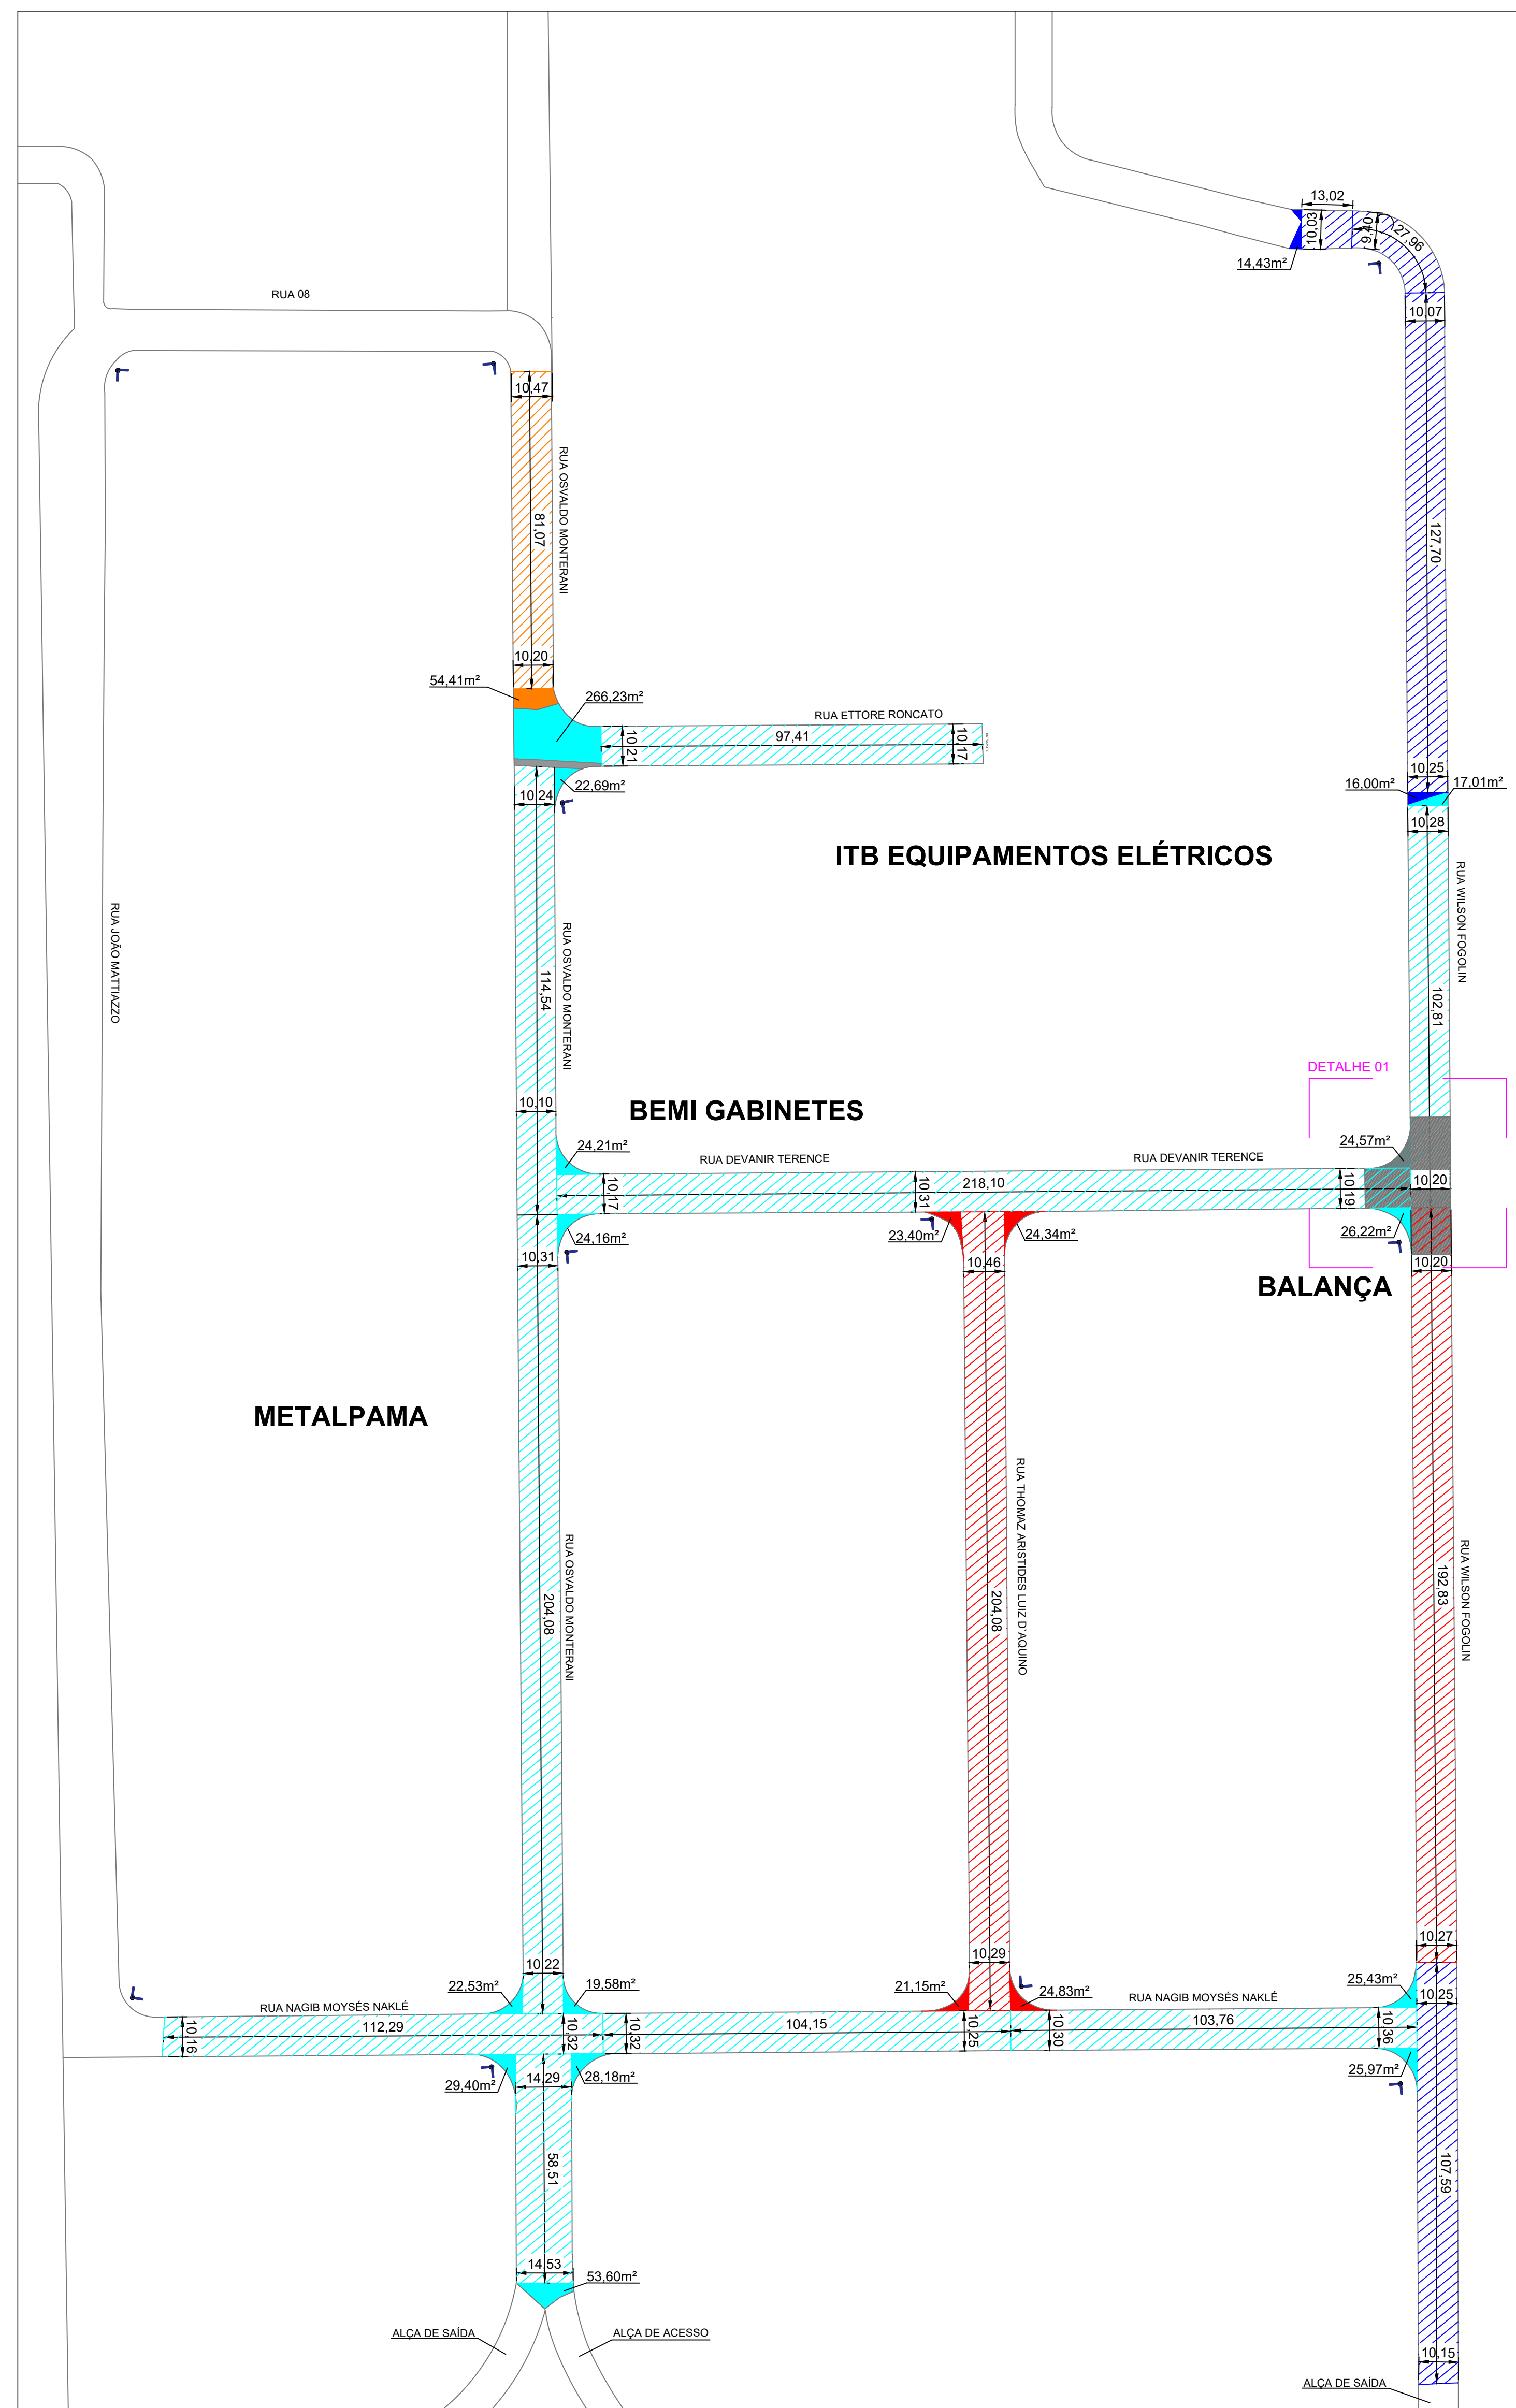 13,02
10,03
9,40
27,96
14,43m²
10,07
RUA 08
10,47
RUA OSVALDO MONTERANI
81,07
127,70
10,20
54,41m²
266,23m²
RUA ETTORE RONCATO
10,21
97,41
10,17
22,69m²
10,24
10,25
16,00m²
17,01m²
10,28
ITB EQUIPAMENTOS ELÉTRICOS
RUA WILSON FOGOLIN
RUA JOÃO MATTIAZZO
RUA OSVALDO MONTERANI
114,54
102,81
DETALHE 01
10,10
BEMI GABINETES
24,21m²
24,57m²
RUA DEVANIR TERENCE
RUA DEVANIR TERENCE
10,17
10,31
218,10
10,19
10,20
24,16m²
23,40m²
24,34m²
26,22m²
10,31
10,46
10,20
BALANÇA
METALPAMA
RUA THOMAZ ARISTIDES LUIZ D`AQUINO
RUA OSVALDO MONTERANI
204,08
204,08
192,83
RUA WILSON FOGOLIN
10,27
10,22
10,29
22,53m²
19,58m²
21,15m²
24,83m²
25,43m²
10,25
RUA NAGIB MOYSÉS NAKLÉ
RUA NAGIB MOYSÉS NAKLÉ
10,16
112,29
10,32
10,32
104,15
10,25
10,30
103,76
10,36
29,40m²
14,29
28,18m²
25,97m²
58,51
107,59
14,53
53,60m²
ALÇA DE SAÍDA
ALÇA DE ACESSO
10,15
ALÇA DE SAÍDA